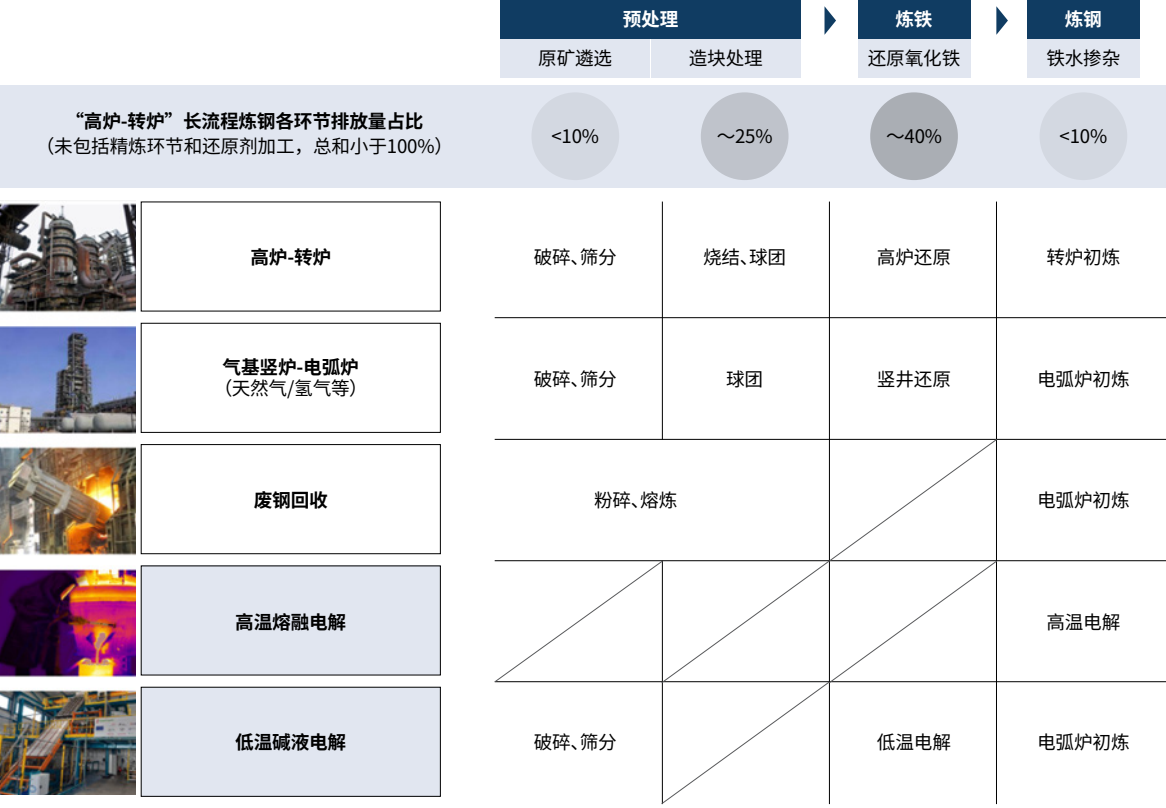 预处理
炼铁
炼钢
原矿遴选
造块处理
还原氧化铁
铁水掺杂
“高炉-转炉”长流程炼钢各环节排放量占比
（未包括精炼环节和还原剂加工，总和小于100%）
<10%
～25%
～40%
<10%
高炉-转炉
破碎、筛分
烧结、球团
高炉还原
转炉初炼
气基竖炉-电弧炉
（天然气/氢气等）
破碎、筛分
球团
竖井还原
电弧炉初炼
废钢回收
粉碎、熔炼
电弧炉初炼
高温熔融电解
高温电解
低温碱液电解
破碎、筛分
低温电解
电弧炉初炼